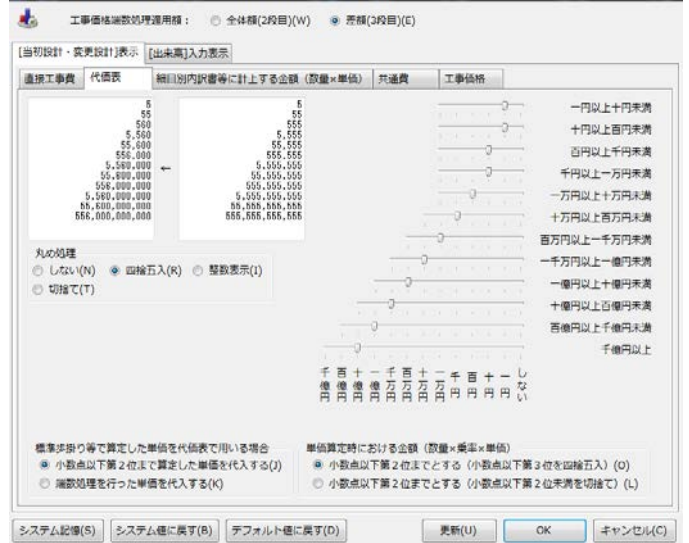 工事価格端数処理適用額： 全体額(2段目)(W) 差額(3段目)(E)
[当初設計・変更設計]表示 [出来高]入力表示
直接工事費 代価表 細目別内訳書等に計上する金額（数量×単価） 共通費 工事価格
5
55
560
5,560
55,600
556,000
5,560,000
55,600,000
556,000,000
5,560,000,000
55,600,000,000
556,000,000,000
←
5
55
555
5,555
55,555
555,555
5,555,555
55,555,555
555,555,555
5,555,555,555
55,555,555,555
555,555,555,555
一円以上十円未満
十円以上百円未満
百円以上千円未満
千円以上一万円未満
一万円以上十万円未満
十万円以上百万円未満
百万円以上一千万円未満
一千万円以上一億円未満
一億円以上十億円未満
十億円以上百億円未満
百億円以上千億円未満
千億円以上
千億円 百億円 十億円 一億円 千万円 百万円 十万円 一万円 千円 百円 十円 一円 しない
丸め処理
しない(N) 四捨五入(R) 整数表示(I)
切捨て(T)
標準歩掛り等で算定した単価を代価表で用いる場合
小数点以下第２位まで算定した単価を代入する(J)
端数処理を行った単価を代入する(K)
単価算定時における金額（数量×乗率×単価）
小数点以下第２位までとする（小数点以下第３位を四捨五入）(O)
小数点以下第２位までとする（小数点以下第２位未満を切捨て）(L)
システム記憶(S) システム値に戻す(B) デフォルト値に戻す(D) 更新(U) OK キャンセル(C)